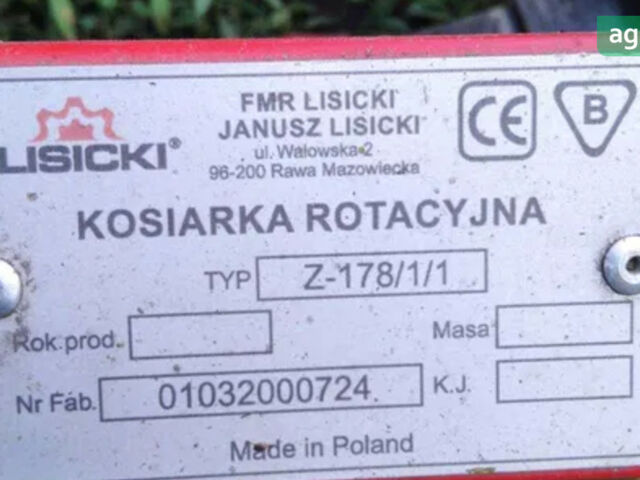 ag
LISICKI®
FMR LISICKI
JANUSZ LISICKI
ul. Wałowska 2
96-200 Rawa Mazowiecka
CE
B
KOSIARKA ROTACYJNA
TYP Z-178/1/1
Rok prod. Masa
Nr Fab. 01032000724 K.J.
Made in Poland